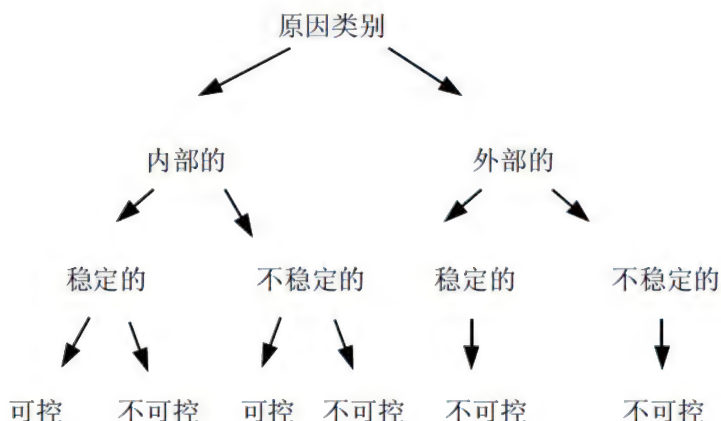 原因类别
内部的 外部的
稳定的 不稳定的 稳定的 不稳定的
可控 不可控 可控 不可控 不可控 不可控